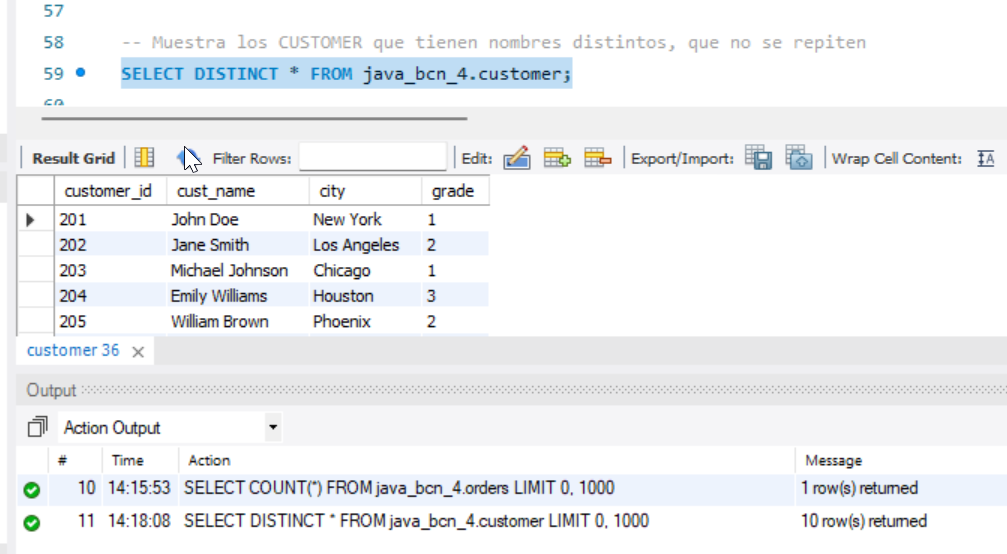 57
58 -- Muestra los CUSTOMER que tienen nombres distintos, que no se repiten
59 SELECT DISTINCT * FROM java_bcn_4.customer;
60
Result Grid Filter Rows: Edit: Export/Import: Wrap Cell Content: IA
customer_id cust_name city grade
201 John Doe New York 1
202 Jane Smith Los Angeles 2
203 Michael Johnson Chicago 1
204 Emily Williams Houston 3
205 William Brown Phoenix 2
customer 36
Output
Action Output
# Time Action Message
10 14:15:53 SELECT COUNT(*) FROM java_bcn_4.orders LIMIT 0, 1000 1 row(s) returned
11 14:18:08 SELECT DISTINCT * FROM java_bcn_4.customer LIMIT 0, 1000 10 row(s) returned